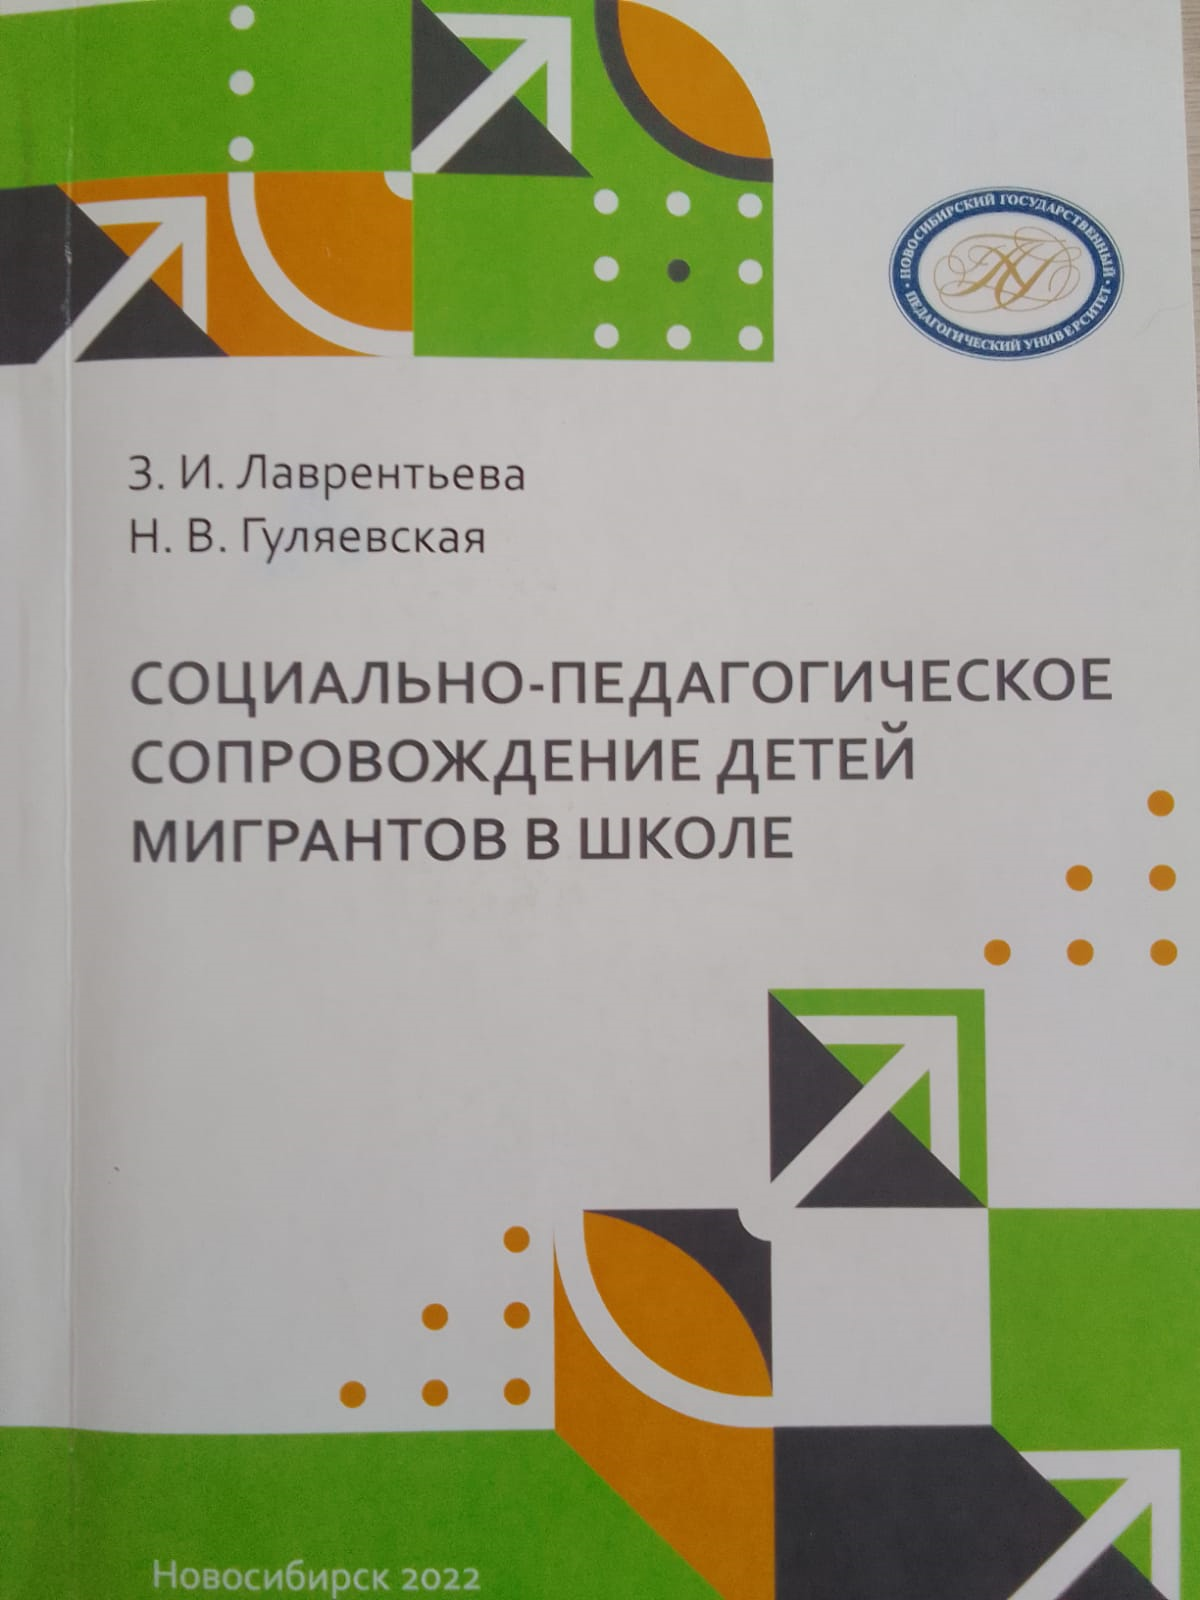 НОВОСИБИРСКИЙ ГОСУДАРСТВЕННЫЙ
ПЕДАГОГИЧЕСКИЙ УНИВЕРСИТЕТ
З. И. Лаврентьева
Н. В. Гуляевская
СОЦИАЛЬНО-ПЕДАГОГИЧЕСКОЕ
СОПРОВОЖДЕНИЕ ДЕТЕЙ
МИГРАНТОВ В ШКОЛЕ
Новосибирск 2022